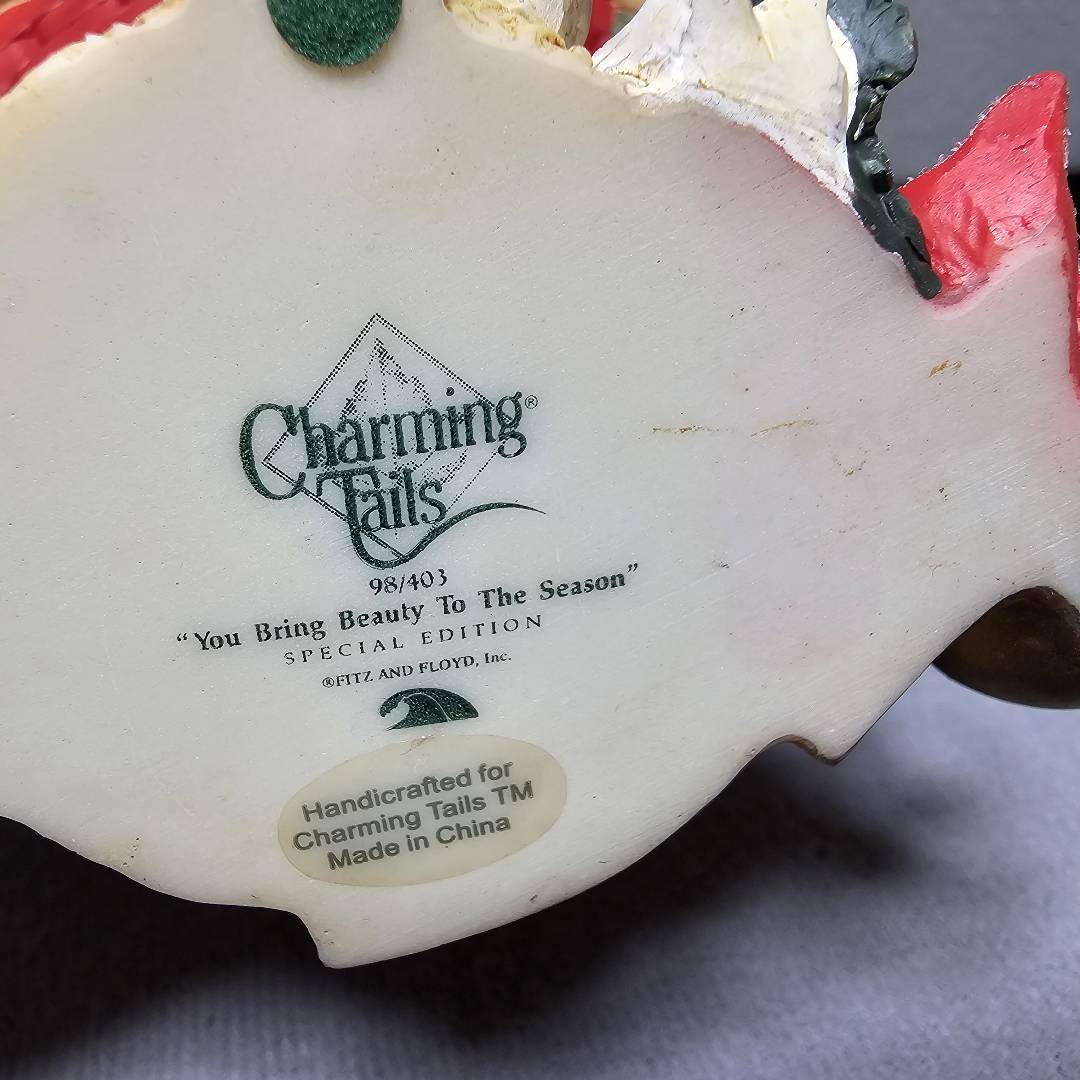 Charming®
Tails
98/403
“You Bring Beauty To The Season”
SPECIAL EDITION
®FITZ AND FLOYD, Inc.
Handicrafted for
Charming Tails TM
Made in China